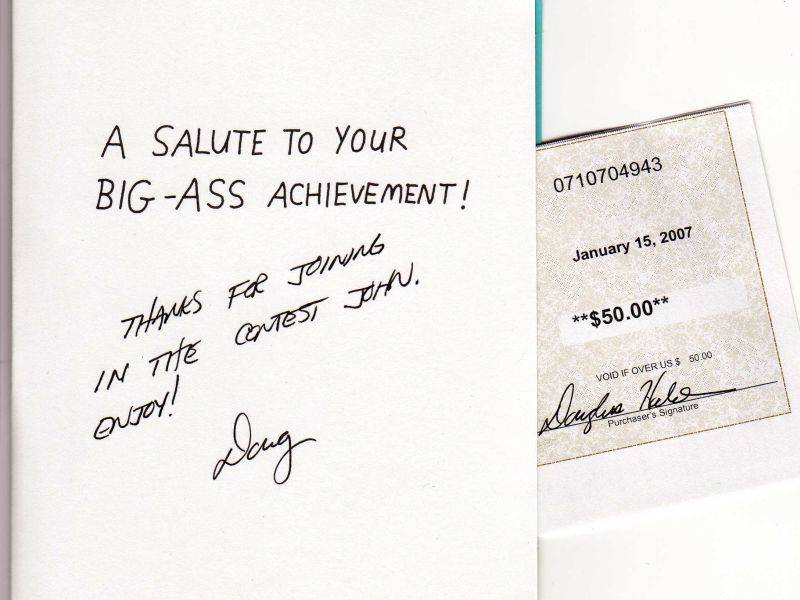 A SALUTE TO YOUR
BIG-ASS ACHIEVEMENT!
THANKS FOR JOINING
IN THE CONTEST JOHN.
ENJOY!
Doug
0710704943
January 15, 2007
**$50.00**
VOID IF OVER US $ 50.00
Douglas
Purchaser's Signature